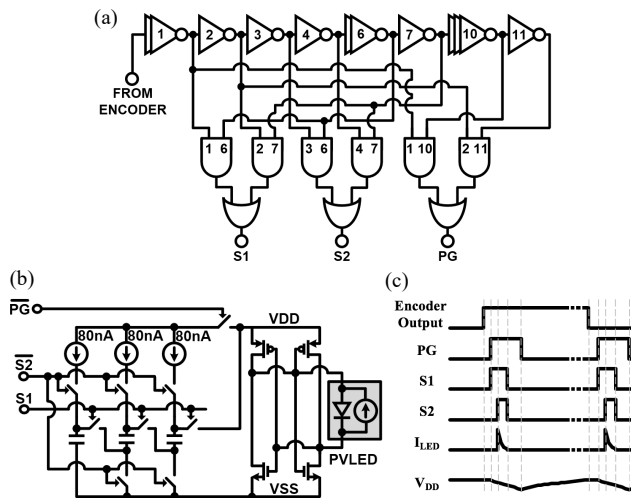 (a)
1 2 3 4 6 7 10 11
FROM
ENCODER
1 6 2 7 3 6 4 7 1 10 2 11
S1 S2 PG
(b)
PG
80nA 80nA 80nA
VDD
S2
S1
PVLED
VSS
(c)
Encoder
Output
PG
S1
S2
ILED
VDD